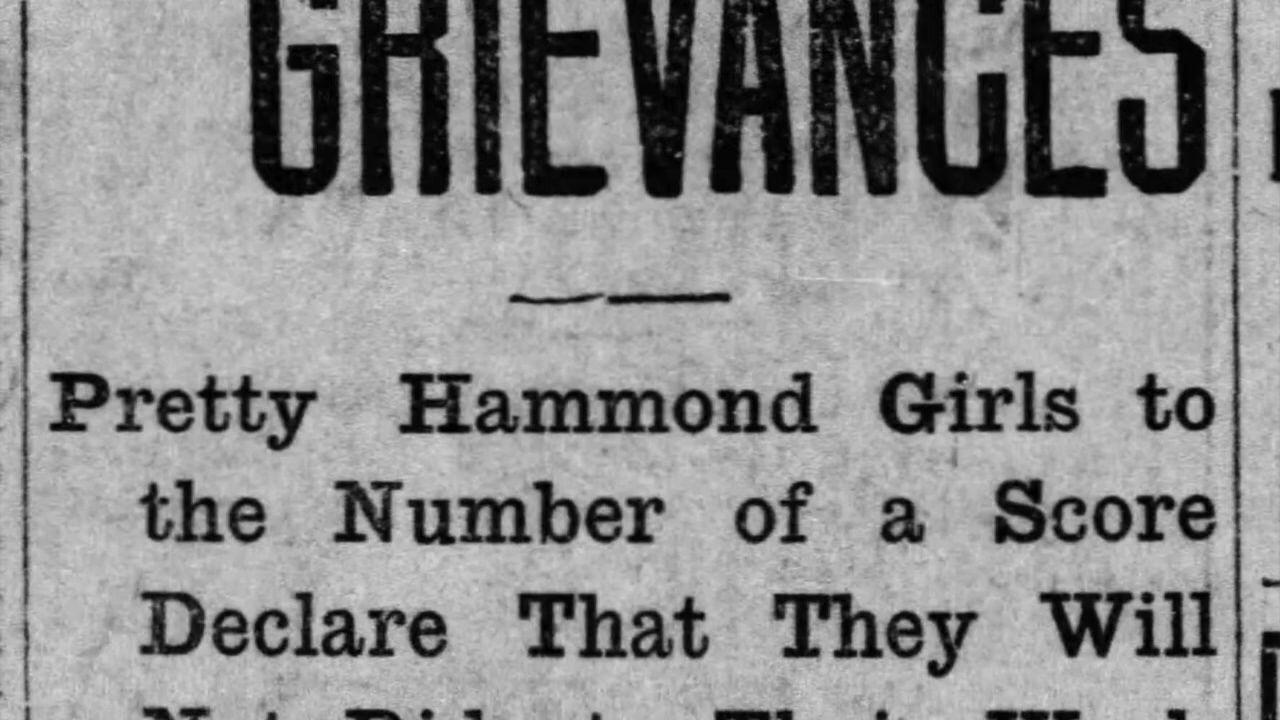 GRIEVANCES
Pretty Hammond Girls to
the Number of a Score
Declare That They Will